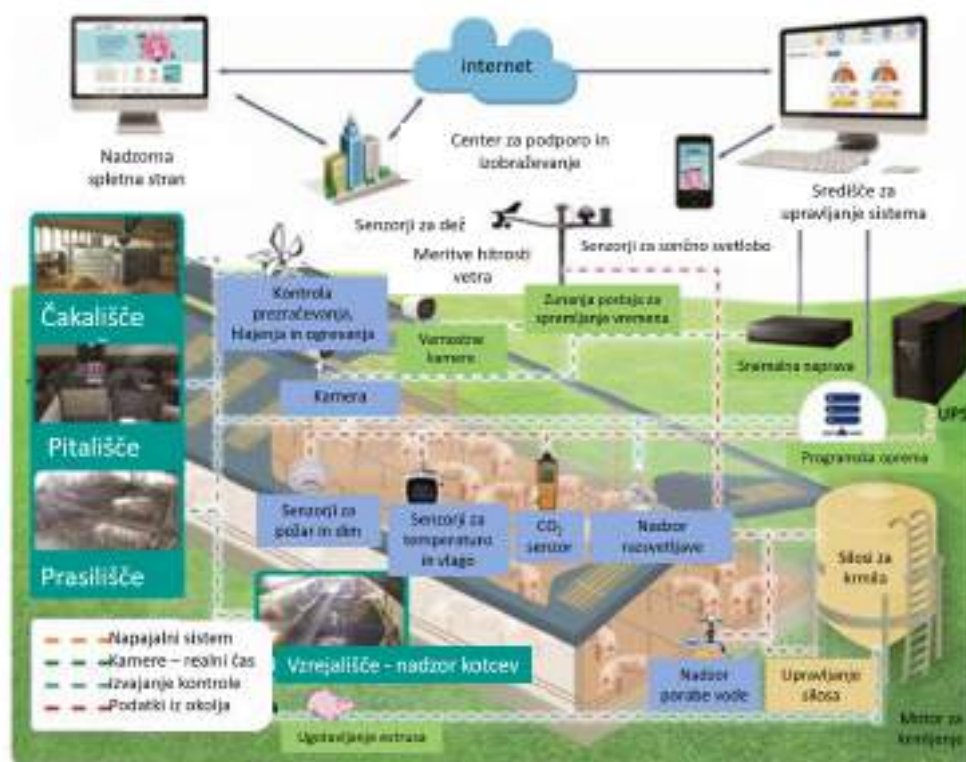 internet
Nadzorna
spletna stran
Center za podporo in
izobraževanje
Središče za
upravljanje sistema
Senzorji za dež
Meritve hitrosti
vetra
Senzorji za sončno svetlobo
Čakališče
Kontrola
prezračevanja,
hlajenja in ogrevanja
Varnostne
kamere
Zunanja postaja za
spremljanje vremena
Snemalna naprava
Kamera
UPS
Pitališče
Programska oprema
Senzorji za
požar in dim
Senzorji za
temperaturo
in vlago
CO₂
senzor
Nadzor
razsvetljave
Silosi za
krmila
Prasilišče
Napajalni sistem
Kamere – realni čas
Izvajanje kontrole
Podatki iz okolja
Vzrejališče - nadzor kotcev
Nadzor
porabe vode
Upravljanje
silosa
Ugotavljanje estrusa
Motor za
krmljenje